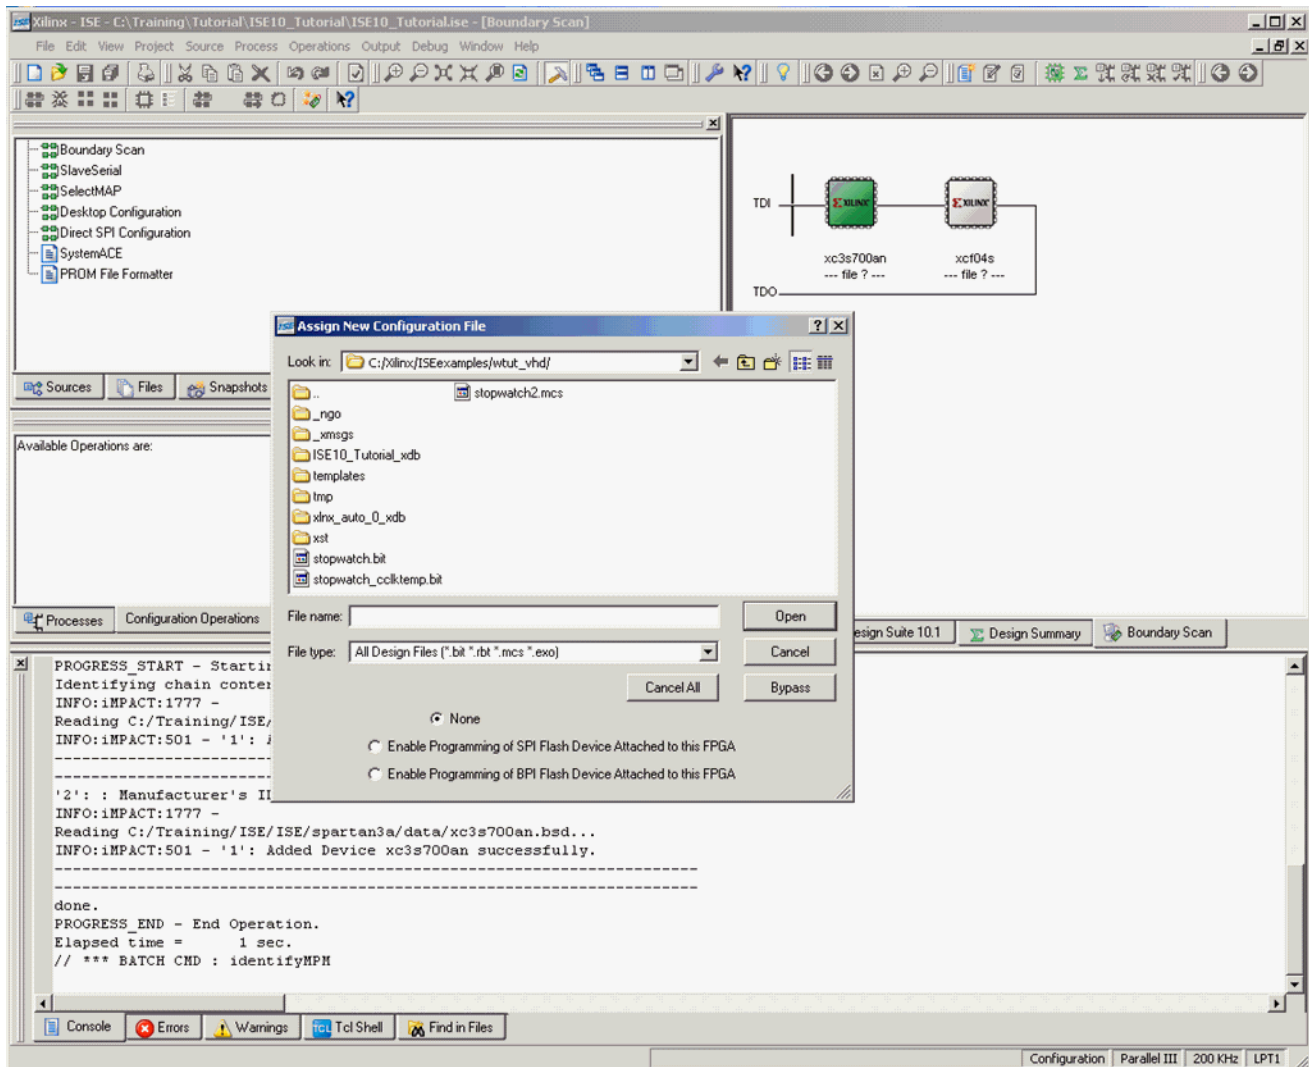 Xilinx - ISE - C:\Training\Tutorial\ISE10_Tutorial\ISE10_Tutorial.ise - [Boundary Scan]
File Edit View Project Source Process Operations Output Debug Window Help
Boundary Scan
SlaveSerial
SelectMAP
Desktop Configuration
Direct SPI Configuration
SystemACE
PROM File Formatter
Sources Files Snapshots
Available Operations are:
Processes Configuration Operations
TDI
XILINX XILINX
xc3s700an xcf04s
--- file ? --- --- file ? ---
TDO
Assign New Configuration File
Look in: C:/Xilinx/ISEexamples/wtut_vhd/
..
_ngo
_xmsgs
ISE10_Tutorial_xdb
templates
tmp
xlnx_auto_0_xdb
xst
stopwatch.bit
stopwatch_cclktemp.bit
stopwatch2.mcs
File name: Open
File type: All Design Files (*.bit *.rbt *.mcs *.exo) Cancel
Cancel All Bypass
None
Enable Programming of SPI Flash Device Attached to this FPGA
Enable Programming of BPI Flash Device Attached to this FPGA
esign Suite 10.1 Design Summary Boundary Scan
PROGRESS_START - Startin
Identifying chain conten
INFO:iMPACT:1777 -
Reading C:/Training/ISE/
INFO:iMPACT:501 - '1':
----------------------------------------------------------------------
----------------------------------------------------------------------
'2': : Manufacturer's I
INFO:iMPACT:1777 -
Reading C:/Training/ISE/ISE/spartan3a/data/xc3s700an.bsd...
INFO:iMPACT:501 - '1': Added Device xc3s700an successfully.
----------------------------------------------------------------------
----------------------------------------------------------------------
done.
PROGRESS_END - End Operation.
Elapsed time =      1 sec.
// *** BATCH CMD : identifyMPM
Console Errors Warnings TCL Tcl Shell Find in Files
Configuration Parallel III 200 KHz LPT1